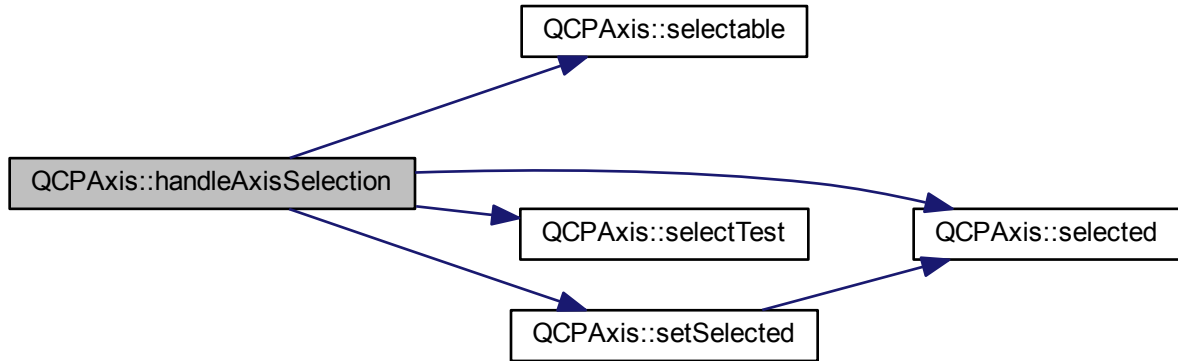 QCPAxis::selectable
QCPAxis::handleAxisSelection
QCPAxis::selectTest
QCPAxis::selected
QCPAxis::setSelected